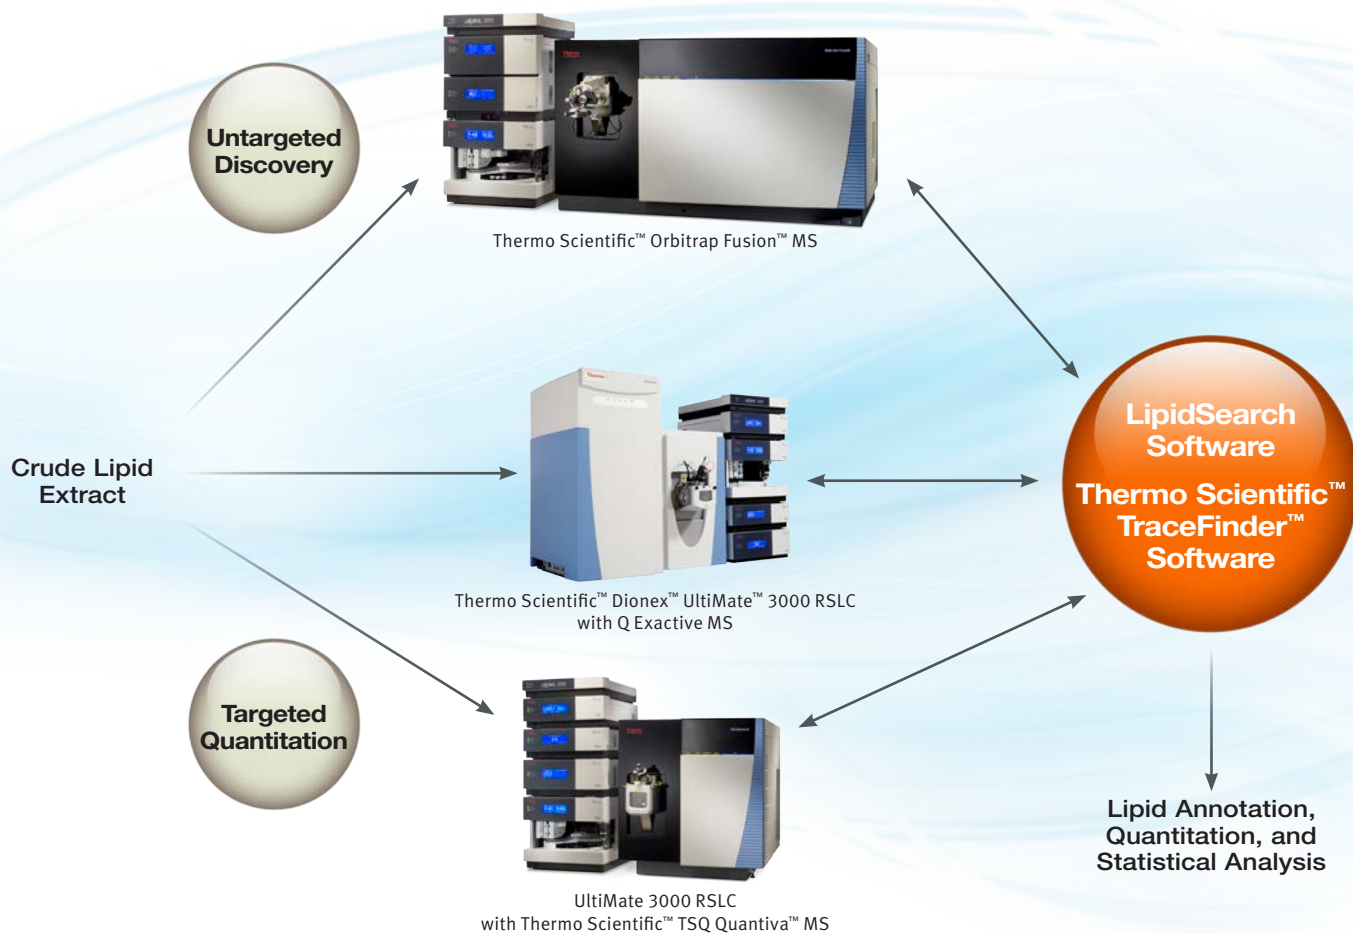 Untargeted
Discovery
Thermo Scientific™ Orbitrap Fusion™ MS
Crude Lipid
Extract
Thermo Scientific™ Dionex™ UltiMate™ 3000 RSLC
with Q Exactive MS
LipidSearch
Software
Thermo Scientific™
TraceFinder™
Software
Targeted
Quantitation
UltiMate 3000 RSLC
with Thermo Scientific™ TSQ Quantiva™ MS
Lipid Annotation,
Quantitation, and
Statistical Analysis